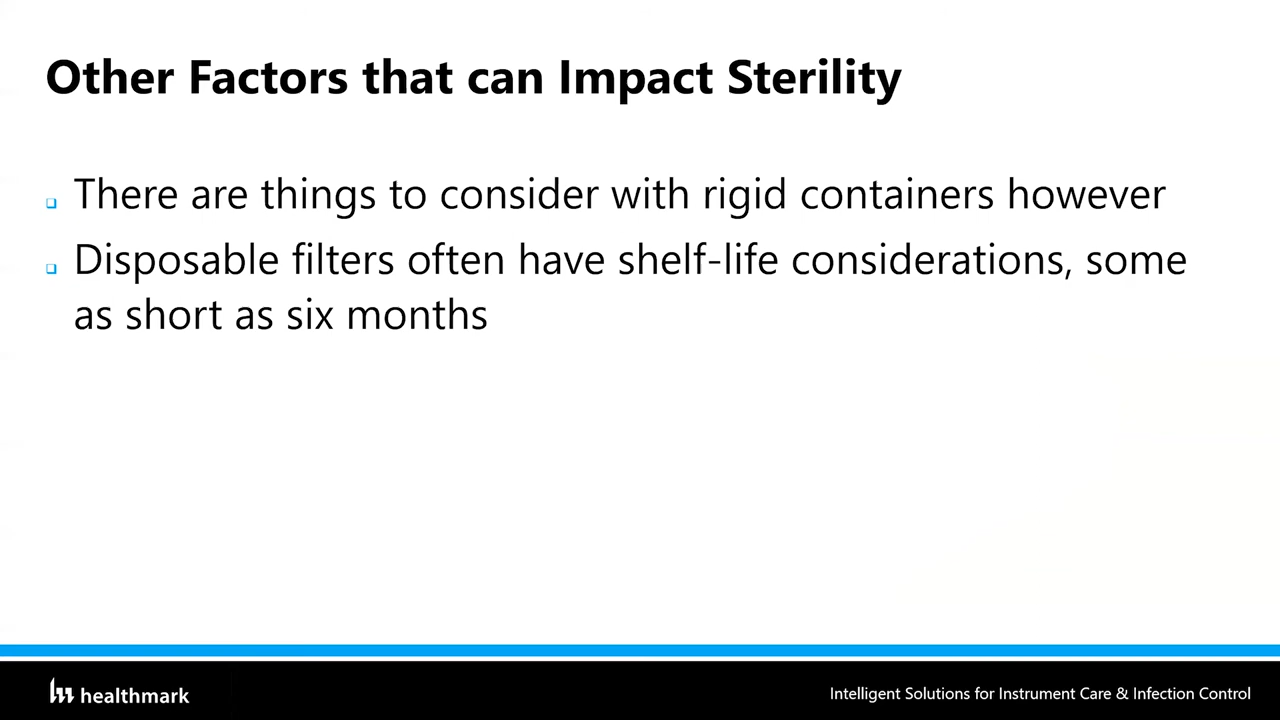 Other Factors that can Impact Sterility
There are things to consider with rigid containers however
Disposable filters often have shelf-life considerations, some
as short as six months
healthmark
Intelligent Solutions for Instrument Care & Infection Control